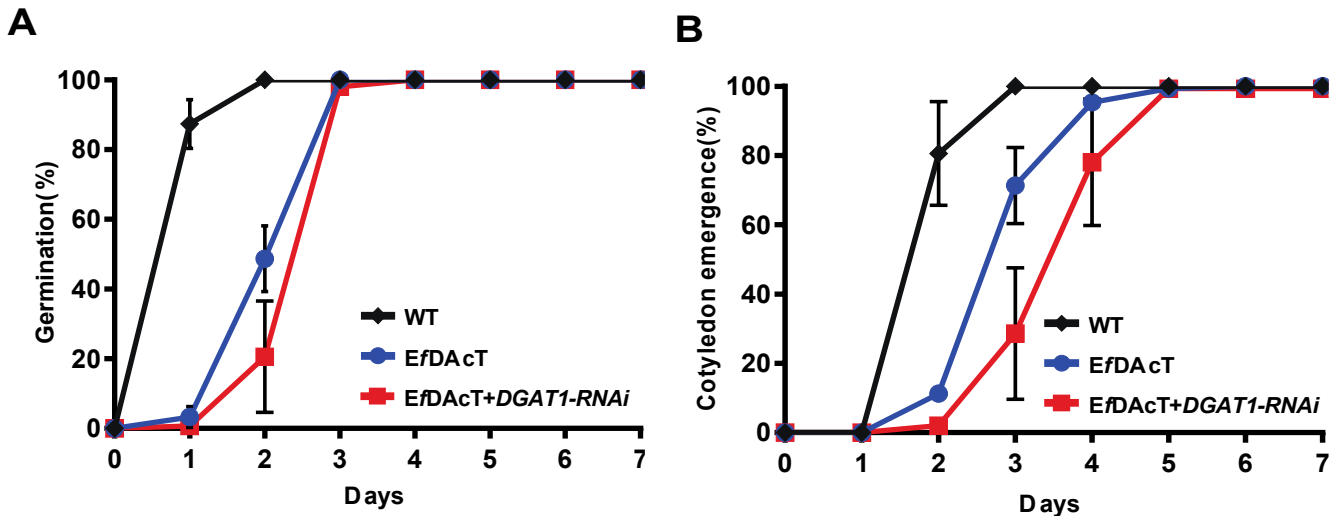 A
Germination(%)
100
80
60
40
20
0
0 1 2 3 4 5 6 7
Days
WT
EfDAcT
EfDAcT+DGAT1-RNAi
B
Cotyledon emergence(%)
100
80
60
40
20
0
0 1 2 3 4 5 6 7
Days
WT
EfDAcT
EfDAcT+DGAT1-RNAi